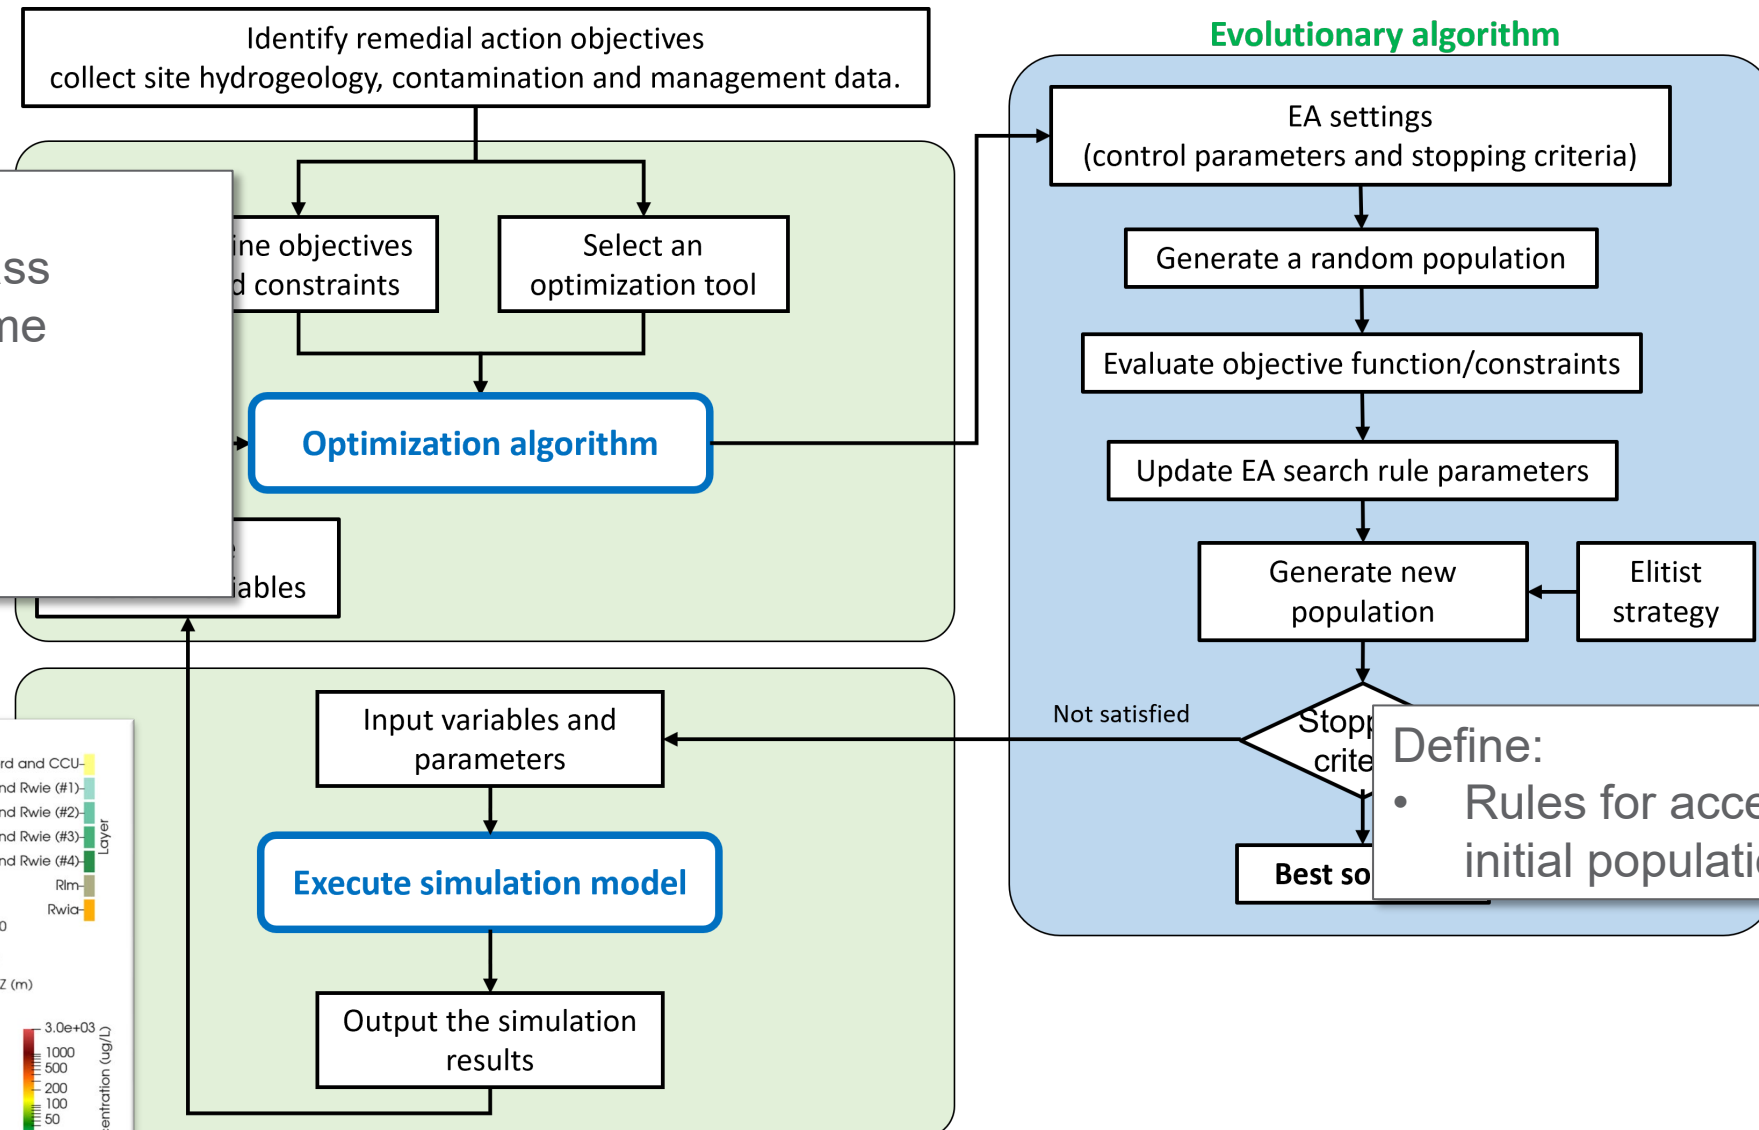 Identify remedial action objectives
collect site hydrogeology, contamination and management data.
ine objectives
d constraints
Select an
optimization tool
ss
me
Optimization algorithm
iables
Input variables and
parameters
Execute simulation model
Output the simulation
results
rd and CCU
nd Rwie (#1)
nd Rwie (#2)
nd Rwie (#3)
nd Rwie (#4)
Rlm
Rwia
Layer
0
Z (m)
3.0e+03
1000
500
200
100
50
entration (ug/L)
Evolutionary algorithm
EA settings
(control parameters and stopping criteria)
Generate a random population
Evaluate objective function/constraints
Update EA search rule parameters
Generate new
population
Elitist
strategy
Not satisfied
Stopp
crite
Best so
Define:
• Rules for acce
initial populati